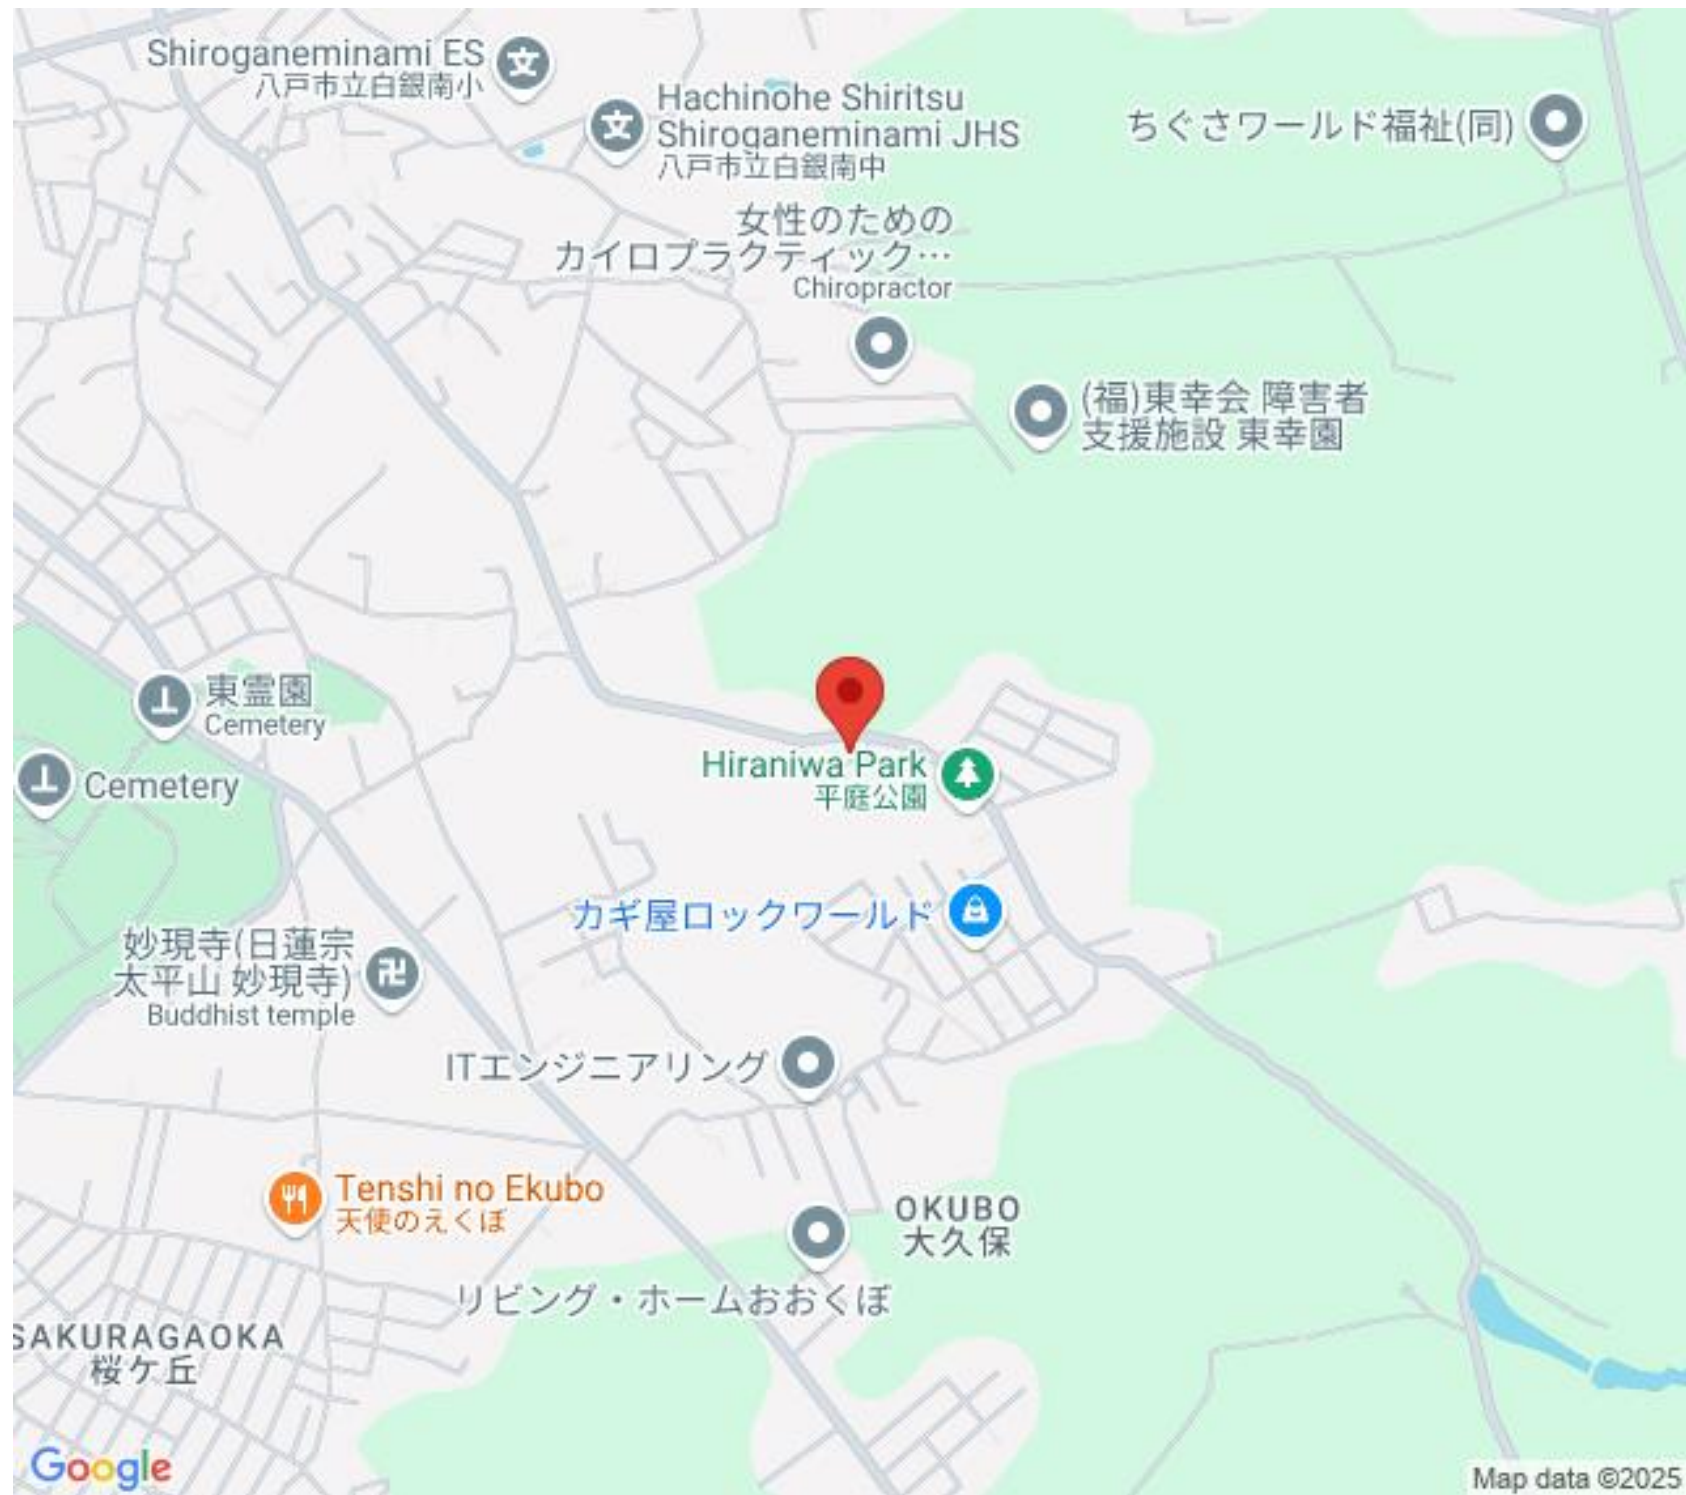 Shiroganeminami ES
八戸市立白銀南小
Hachinohe Shiritsu
Shiroganeminami JHS
八戸市立白銀南中
ちぐさワールド福祉(同)
女性のための
カイロプラクティック…
Chiropractor
(福)東幸会 障害者
支援施設 東幸園
東霊園
Cemetery
Cemetery
Hiraniwa Park
平庭公園
カギ屋ロックワールド
妙現寺(日蓮宗
太平山 妙現寺)
Buddhist temple
ITエンジニアリング
Tenshi no Ekubo
天使のえくぼ
OKUBO
大久保
リビング・ホームおおくぼ
SAKURAGAOKA
桜ケ丘
Google
Map data ©2025